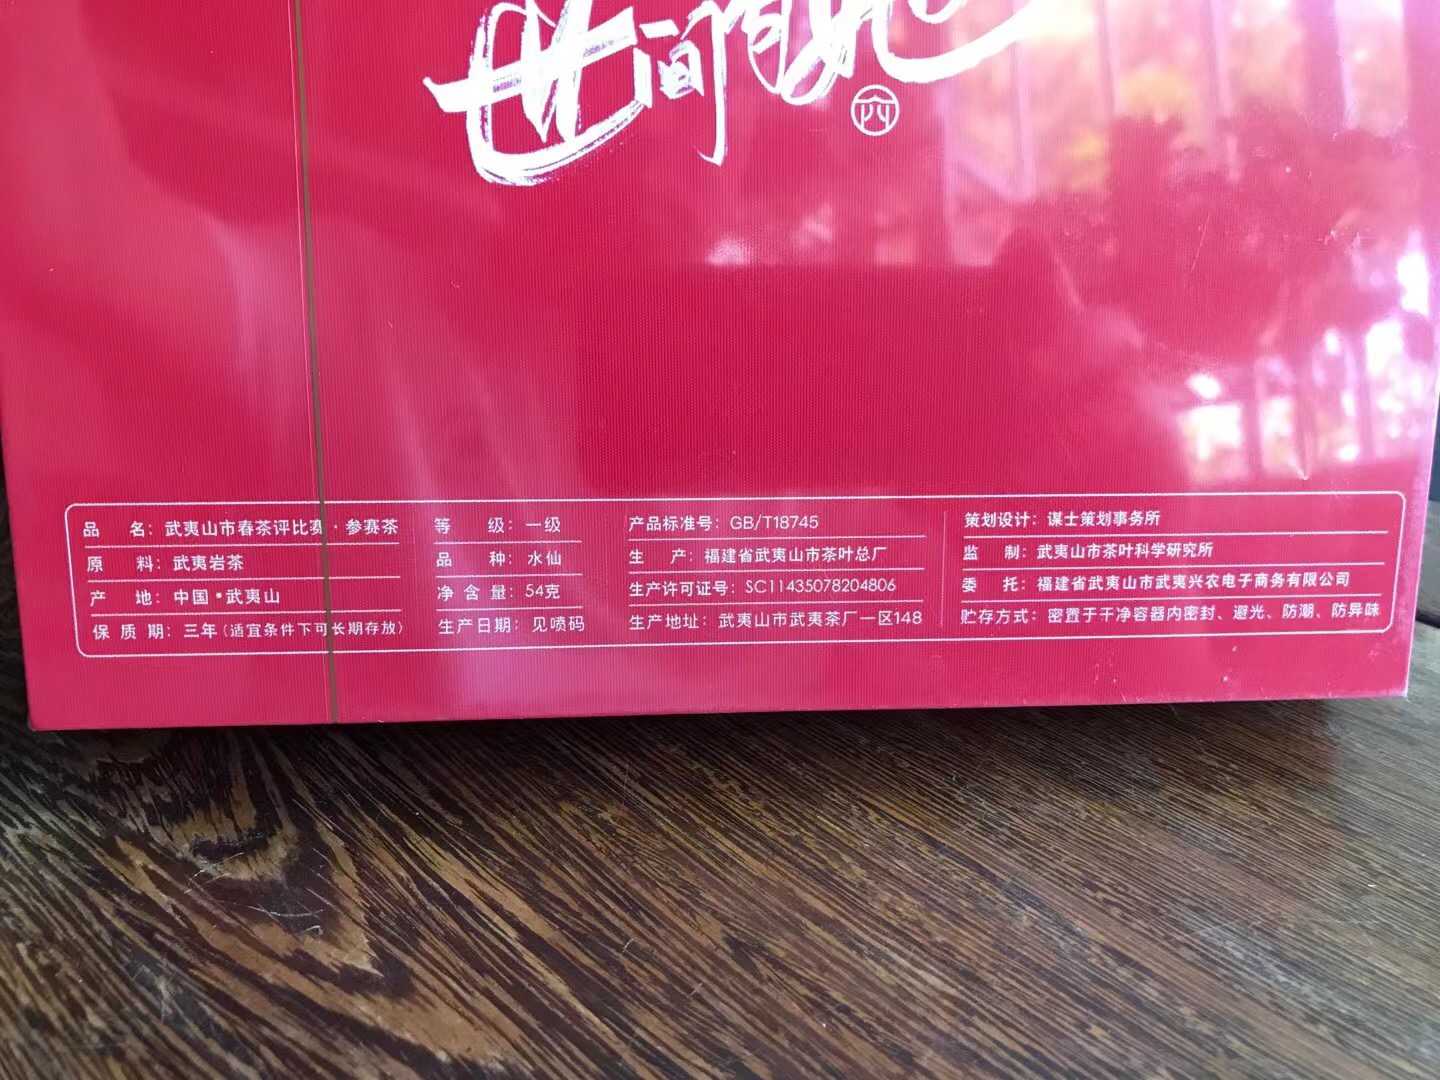 世间有她
品 名：武夷山市春茶评比赛·参赛茶
原 料：武夷岩茶
产 地：中国·武夷山
保 质 期：三年（适宜条件下可长期存放）
等 级：一级
品 种：水仙
净 含 量：54克
生产日期：见喷码
产品标准号：GB/T18745
生 产：福建省武夷山市茶叶总厂
生产许可证号：SC11435078204806
生产地址：武夷山市武夷茶厂一区148
策划设计：谋士策划事务所
监 制：武夷山市茶叶科学研究所
委 托：福建省武夷山市武夷兴农电子商务有限公司
贮存方式：密置于干净容器内密封、避光、防潮、防异味